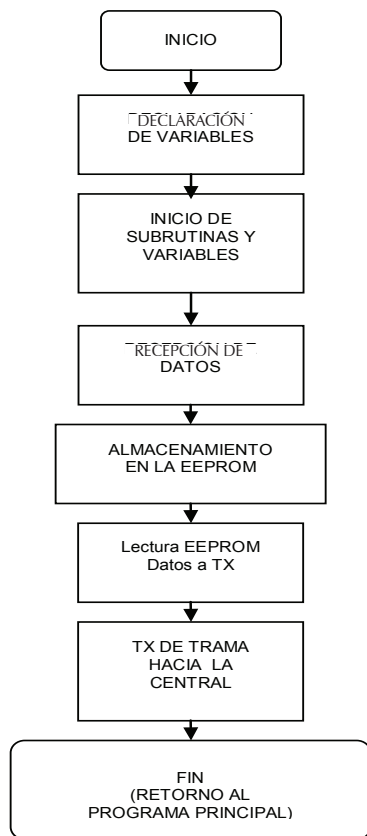 INICIO
DECLARACIÓN
DE VARIABLES
INICIO DE
SUBRUTINAS Y
VARIABLES
RECEPCIÓN DE
DATOS
ALMACENAMIENTO
EN LA EEPROM
Lectura EEPROM
Datos a TX
TX DE TRAMA
HACIA LA
CENTRAL
FIN
(RETORNO AL
PROGRAMA PRINCIPAL)